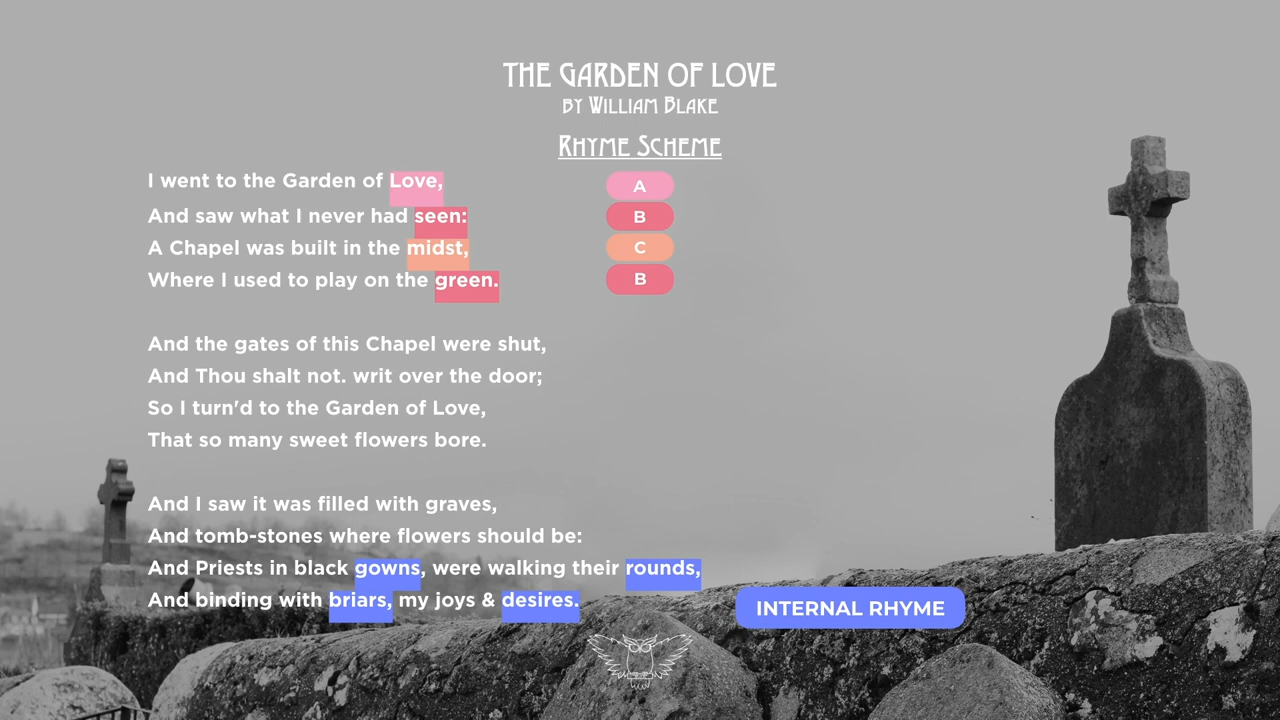 THE GARDEN OF LOVE
BY WILLIAM BLAKE
RHYME SCHEME
I went to the Garden of Love, A
And saw what I never had seen: B
A Chapel was built in the midst, C
Where I used to play on the green. B
And the gates of this Chapel were shut,
And Thou shalt not. writ over the door;
So I turn'd to the Garden of Love,
That so many sweet flowers bore.
And I saw it was filled with graves,
And tomb-stones where flowers should be:
And Priests in black gowns, were walking their rounds,
And binding with briars, my joys & desires.
INTERNAL RHYME